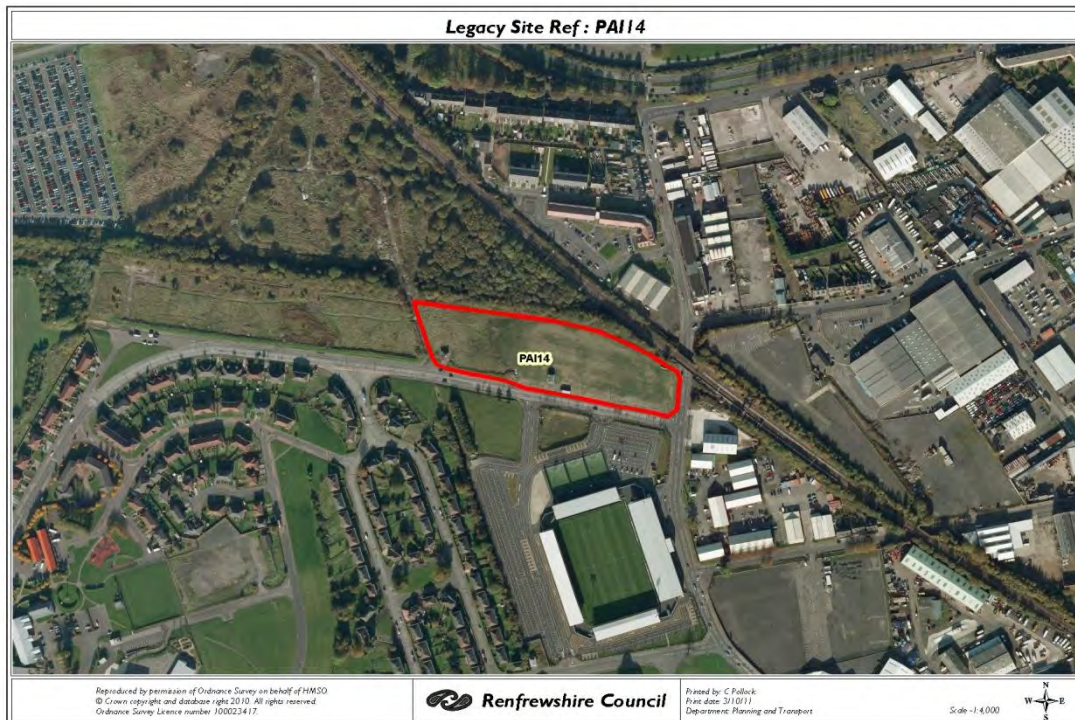 Legacy Site Ref : PAI14
PAI14
Reproduced by permission of Ordnance Survey on behalf of HMSO.
© Crown copyright and database right 2010. All rights reserved.
Ordnance Survey Licence number 100023417.
Renfrewshire Council
Printed by: C Pollock
Print date: 3/10/11
Department: Planning and Transport
Scale -1:4,000
N
W E
S